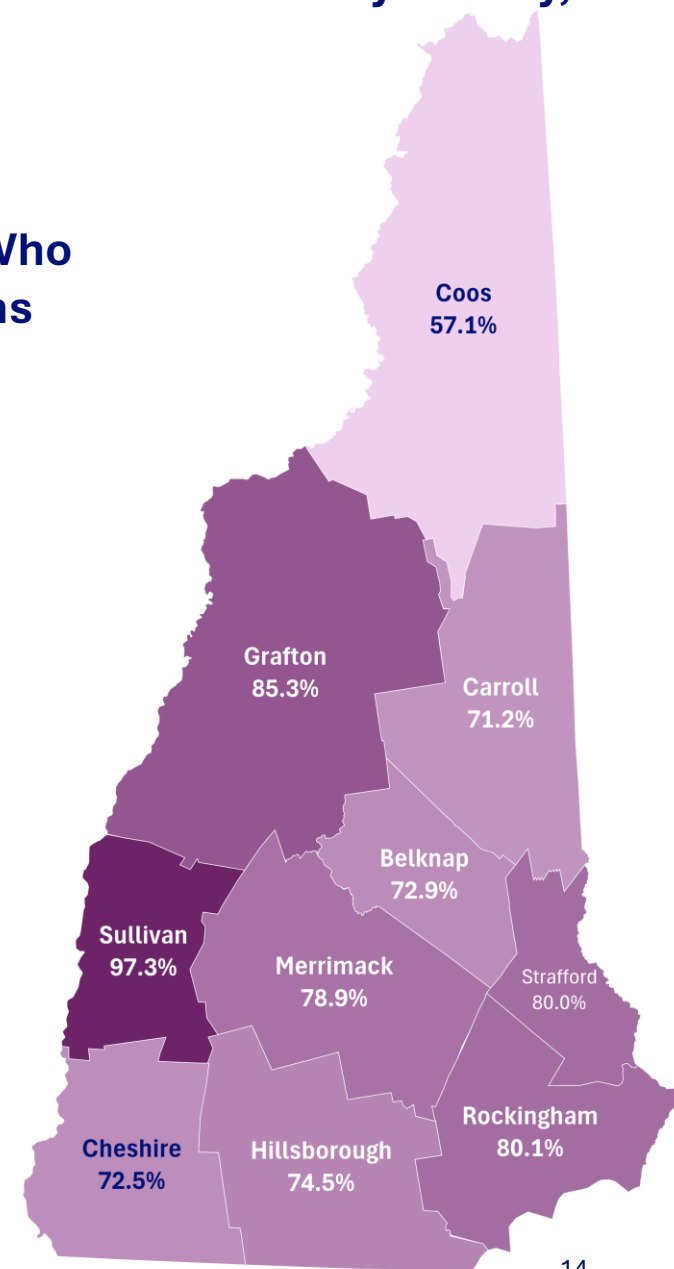 Who
Coos
57.1%
Grafton
85.3%
Carroll
71.2%
Belknap
72.9%
Sullivan
97.3%
Merrimack
78.9%
Strafford
80.0%
Rockingham
80.1%
Cheshire
72.5%
Hillsborough
74.5%